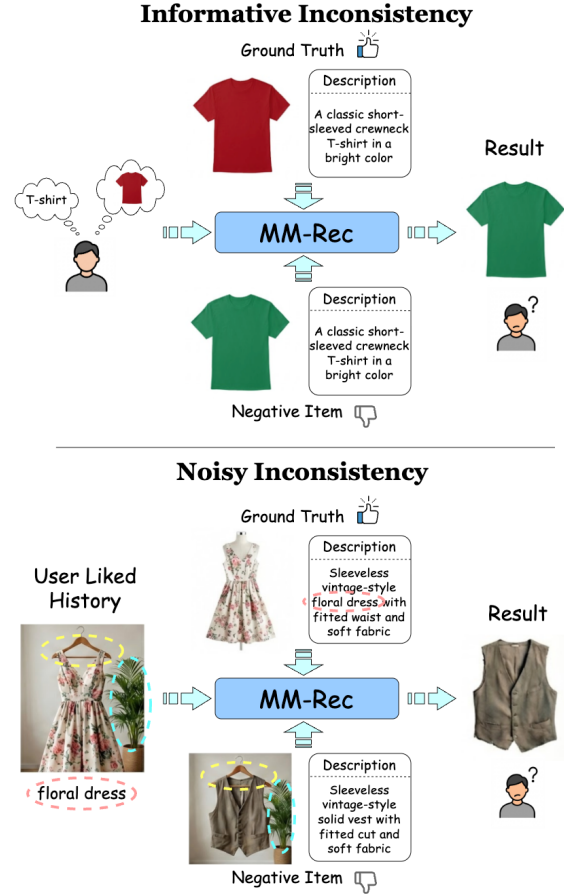 Informative Inconsistency
Ground Truth
Description
A classic short-
sleeved crewneck
T-shirt in a
bright color
Result
T-shirt
MM-Rec
Description
A classic short-
sleeved crewneck
T-shirt in a
bright color
?
Negative Item
Noisy Inconsistency
Ground Truth
Description
Sleeveless
vintage-style
floral dress with
fitted waist and
soft fabric
User Liked
History
Result
MM-Rec
floral dress
Description
Sleeveless
vintage-style
solid vest with
fitted cut and
soft fabric
?
Negative Item